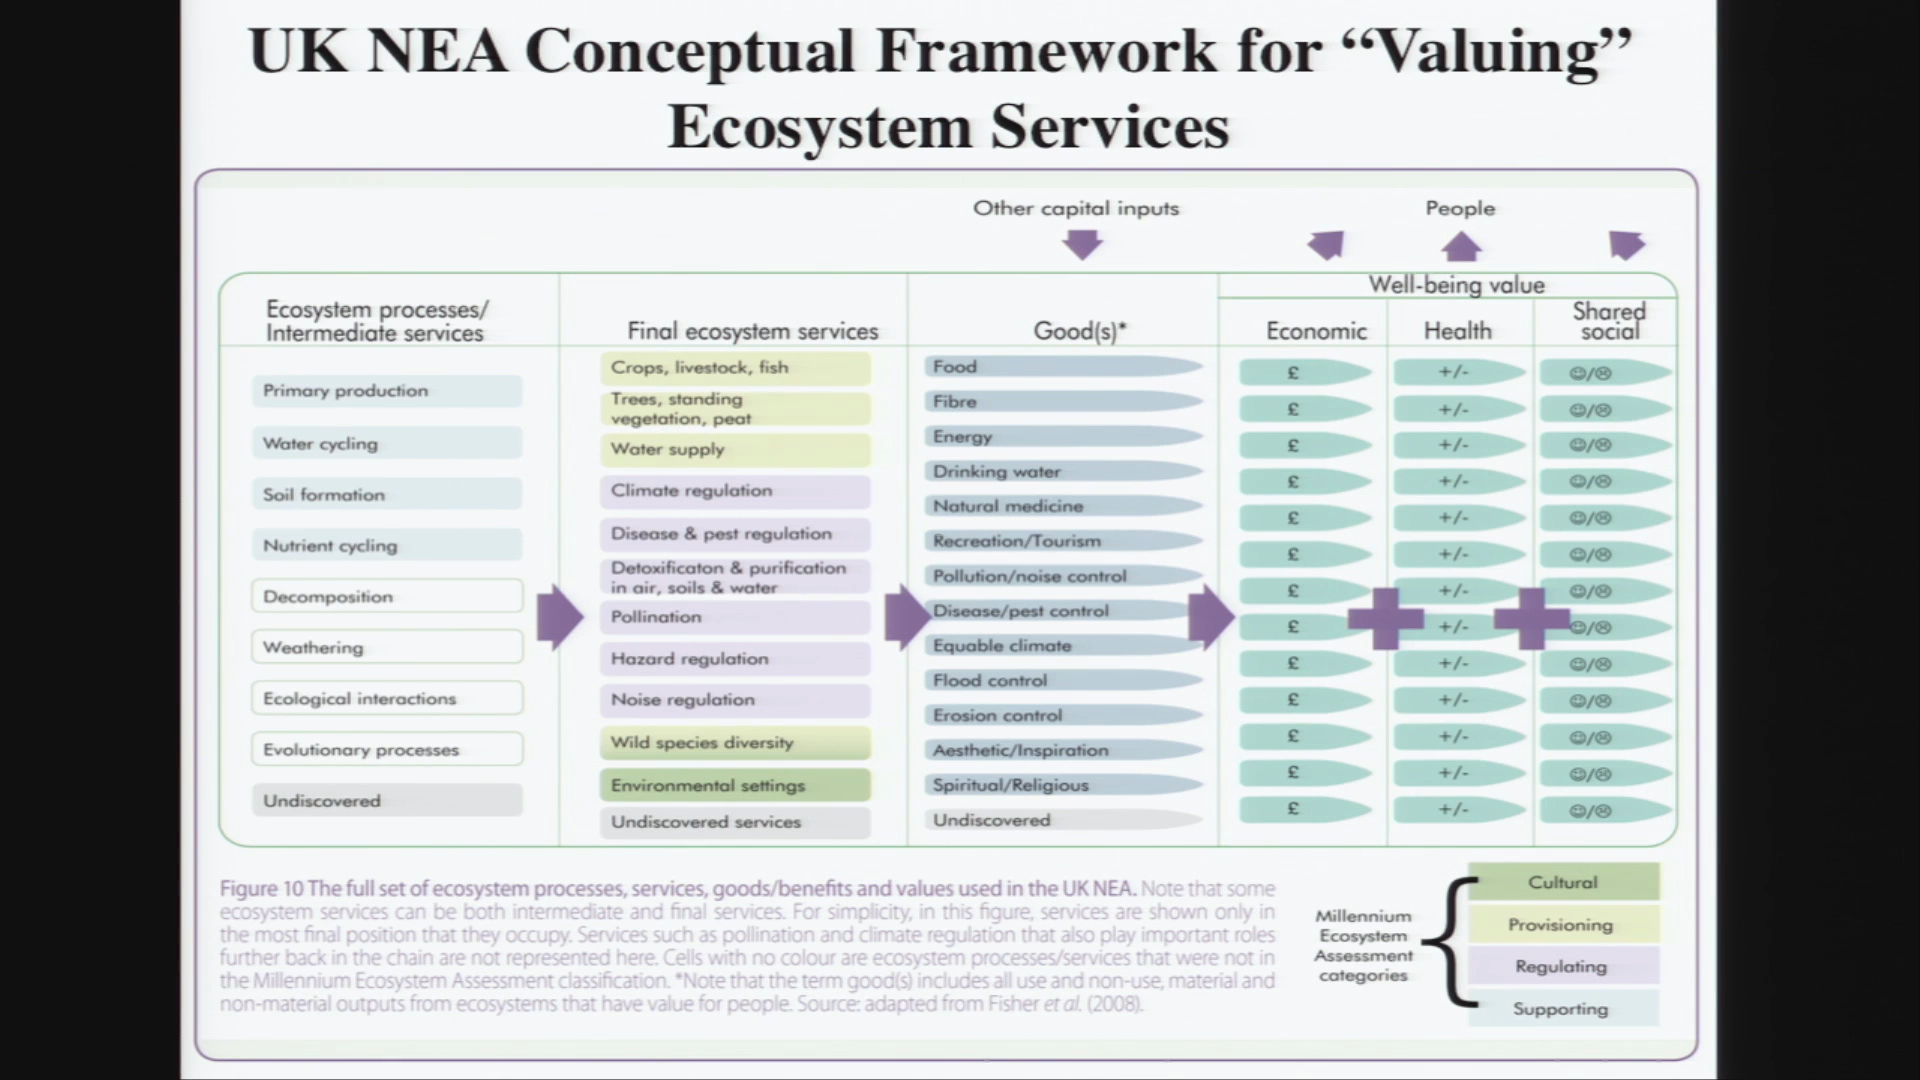 UK NEA Conceptual Framework for “Valuing”
Ecosystem Services
Other capital inputs
People
Well-being value
Ecosystem processes/
Intermediate services
Final ecosystem services
Good(s)*
Economic
Health
Shared
social
Primary production
Water cycling
Soil formation
Nutrient cycling
Decomposition
Weathering
Ecological interactions
Evolutionary processes
Undiscovered
Crops, livestock, fish
Trees, standing
vegetation, peat
Water supply
Climate regulation
Disease & pest regulation
Detoxificaton & purification
in air, soils & water
Pollination
Hazard regulation
Noise regulation
Wild species diversity
Environmental settings
Undiscovered services
Food
Fibre
Energy
Drinking water
Natural medicine
Recreation/Tourism
Pollution/noise control
Disease/pest control
Equable climate
Flood control
Erosion control
Aesthetic/Inspiration
Spiritual/Religious
Undiscovered
£ +/- ☺/☹
£ +/- ☺/☹
£ +/- ☺/☹
£ +/- ☺/☹
£ +/- ☺/☹
£ +/- ☺/☹
£ +/- ☺/☹
£ +/- ☺/☹
£ +/- ☺/☹
£ +/- ☺/☹
£ +/- ☺/☹
£ +/- ☺/☹
£ +/- ☺/☹
Figure 10 The full set of ecosystem processes, services, goods/benefits and values used in the UK NEA. Note that some
ecosystem services can be both intermediate and final services. For simplicity, in this figure, services are shown only in
the most final position that they occupy. Services such as pollination and climate regulation that also play important roles
further back in the chain are not represented here. Cells with no colour are ecosystem processes/services that were not in
the Millennium Ecosystem Assessment classification. *Note that the term good(s) includes all use and non-use, material and
non-material outputs from ecosystems that have value for people. Source: adapted from Fisher et al. (2008).
Millennium
Ecosystem
Assessment
categories
Cultural
Provisioning
Regulating
Supporting